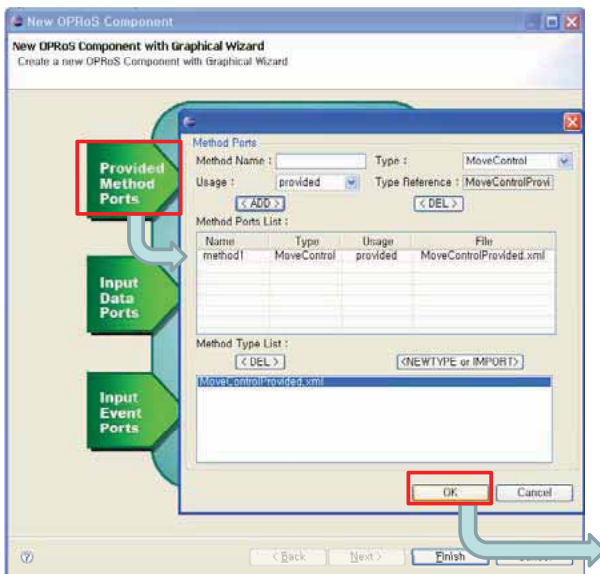 New OPRoS Component
New OPRoS Component with Graphical Wizard
Create a new OPRoS Component with Graphical Wizard
Provided
Method
Ports
Input
Data
Ports
Input
Event
Ports
Method Ports
Method Name : Type : MoveControl
Usage : provided Type Reference : MoveControlProvi
< ADD > < DEL >
Method Ports List :
Name Type Usage File
method1 MoveControl provided MoveControlProvided.xml
Method Type List :
< DEL > <NEWTYPE or IMPORT>
MoveControlProvided.xml
OK Cancel
< Back Next > Finish